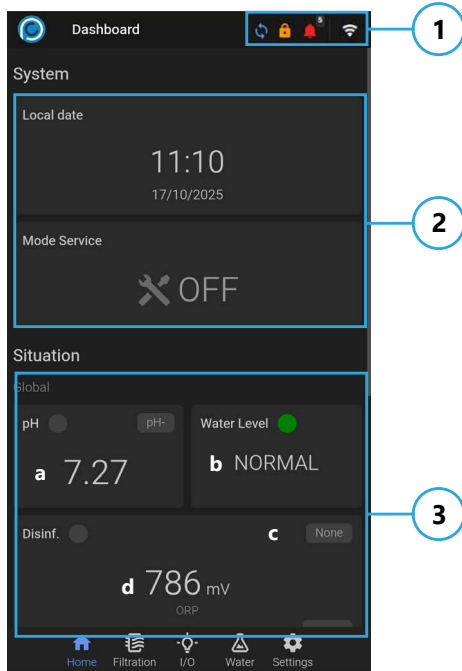 Dashboard
5
1
System
Local date
11:10
17/10/2025
2
Mode Service
OFF
Situation
Global
pH
pH-
Water Level
a 7.27
b NORMAL
3
Disinf.
c
None
d 786 mV
ORP
Home Filtration I/O Water Settings